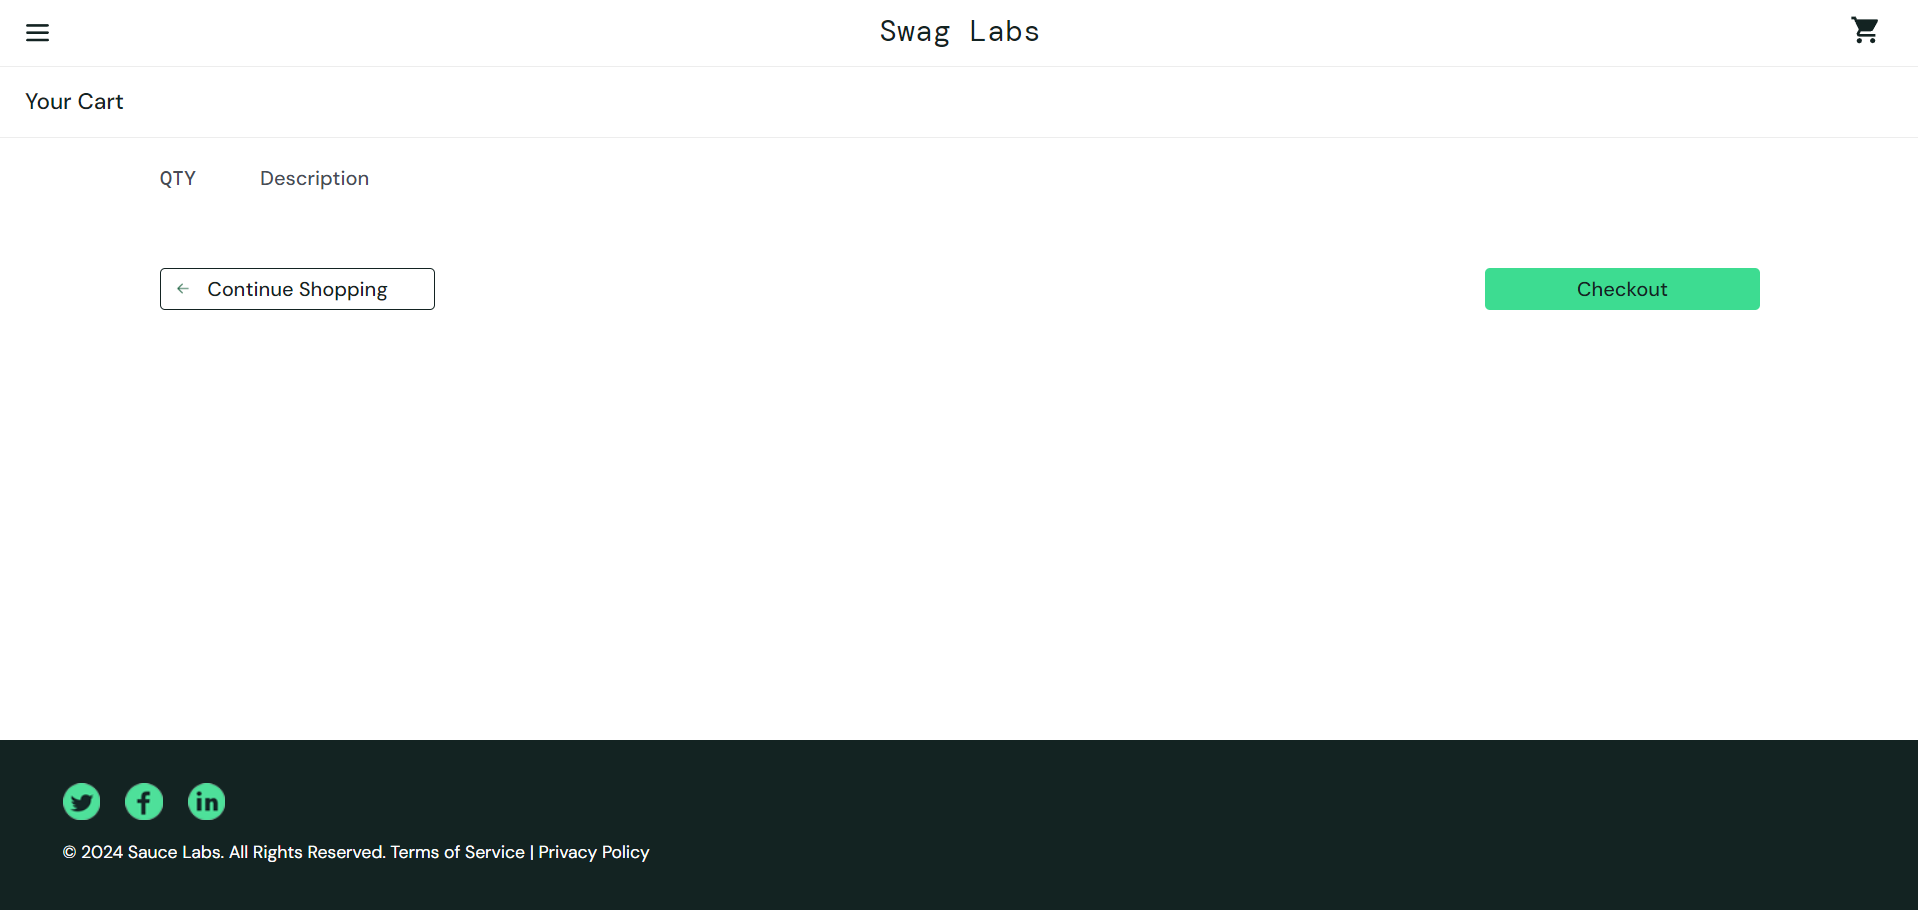 Swag Labs
Your Cart
QTY Description
Continue Shopping
Checkout
© 2024 Sauce Labs. All Rights Reserved. Terms of Service | Privacy Policy